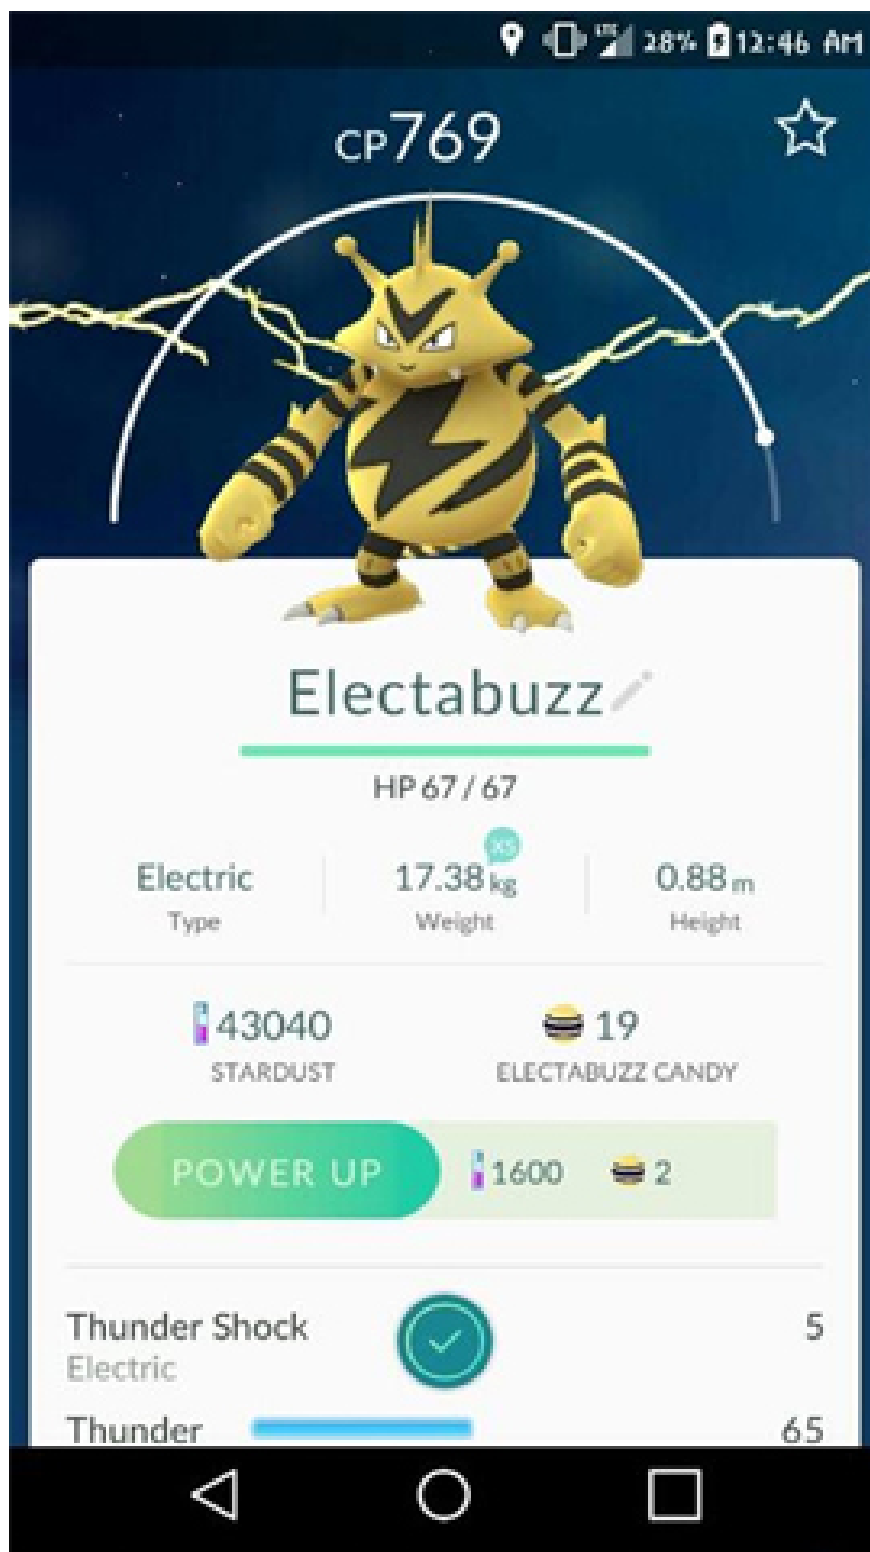 LTE 28% 12:46 AM
CP769
Electabuzz
HP 67 / 67
XS
Electric 17.38 kg 0.88 m
Type Weight Height
43040 19
STARDUST ELECTABUZZ CANDY
POWER UP 1600 2
Thunder Shock 5
Electric
Thunder 65